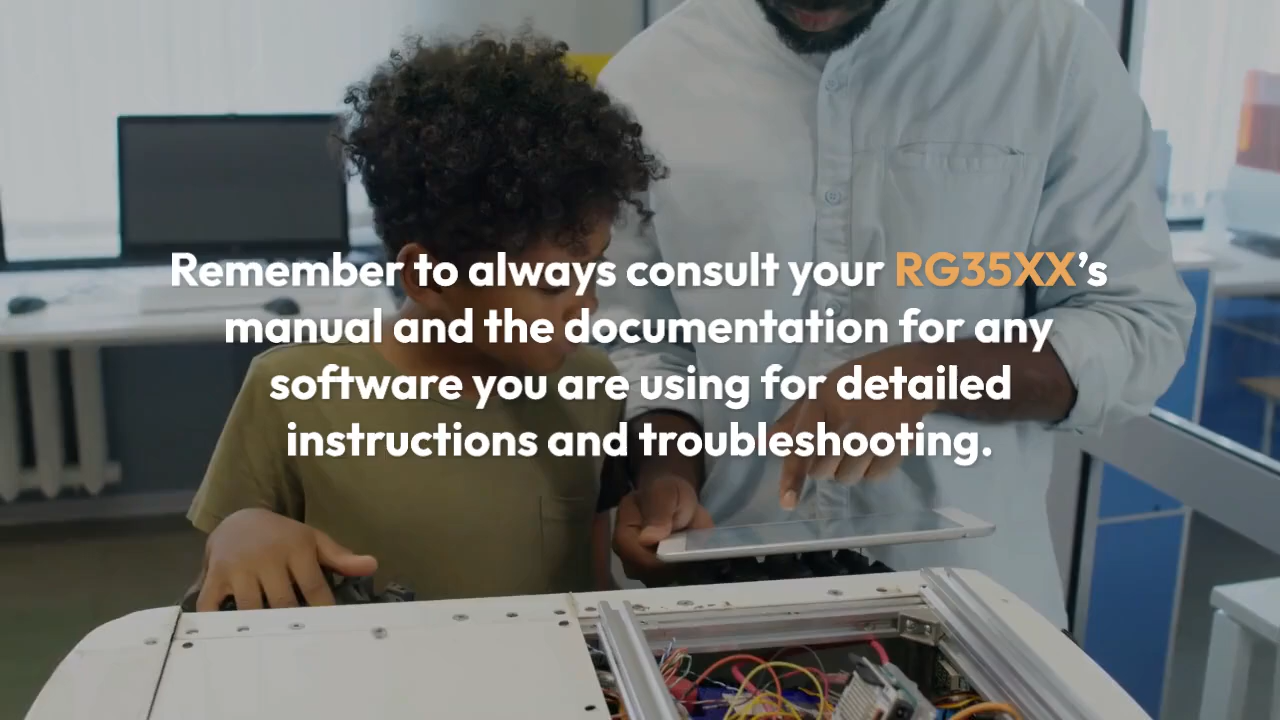 Remember to always consult your RG35XX’s
manual and the documentation for any
software you are using for detailed
instructions and troubleshooting.